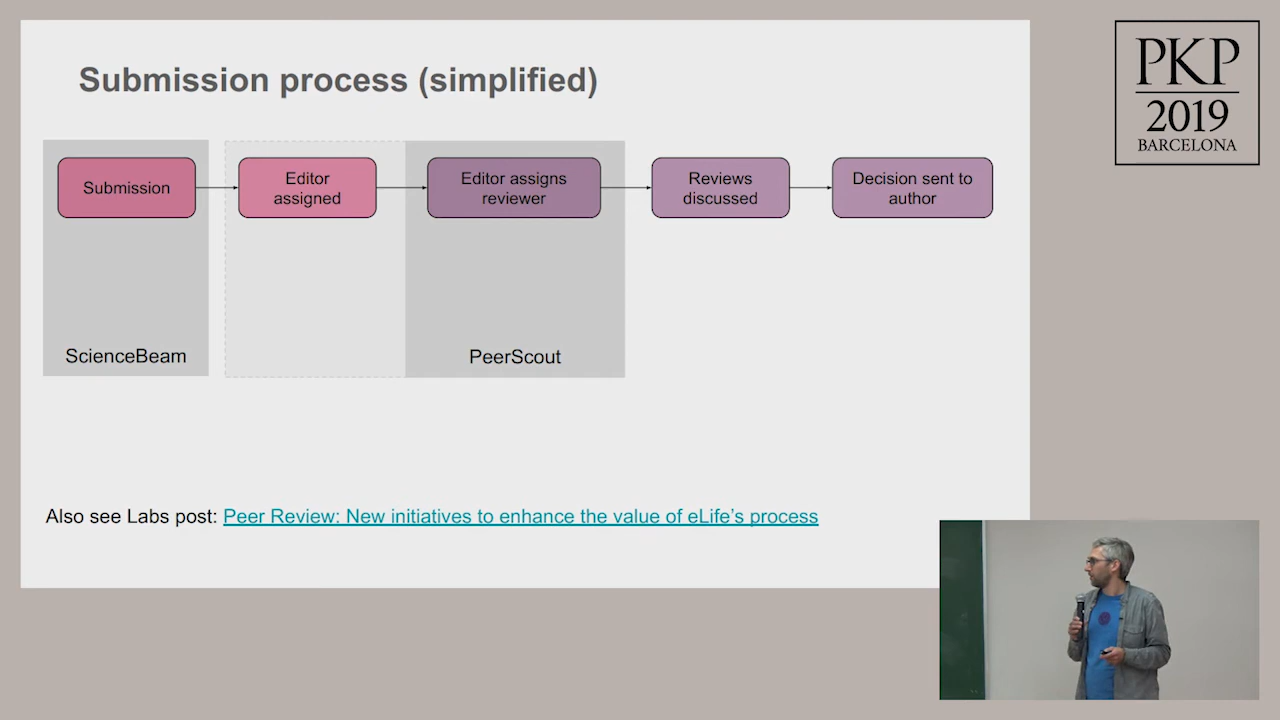 Submission process (simplified)
Submission
Editor
assigned
Editor assigns
reviewer
Reviews
discussed
Decision sent to
author
ScienceBeam
PeerScout
Also see Labs post: Peer Review: New initiatives to enhance the value of eLife’s process
PKP
2019
BARCELONA